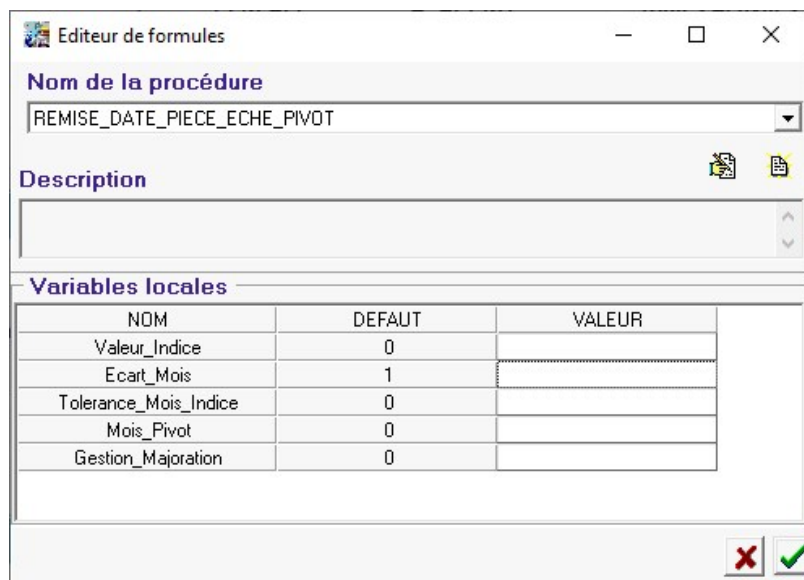 Editeur de formules
Nom de la procédure
REMISE_DATE_PIECE_ECHE_PIVOT
Description
Variables locales
NOM DEFAUT VALEUR
Valeur_Indice 0
Ecart_Mois 1
Tolerance_Mois_Indice 0
Mois_Pivot 0
Gestion_Majoration 0